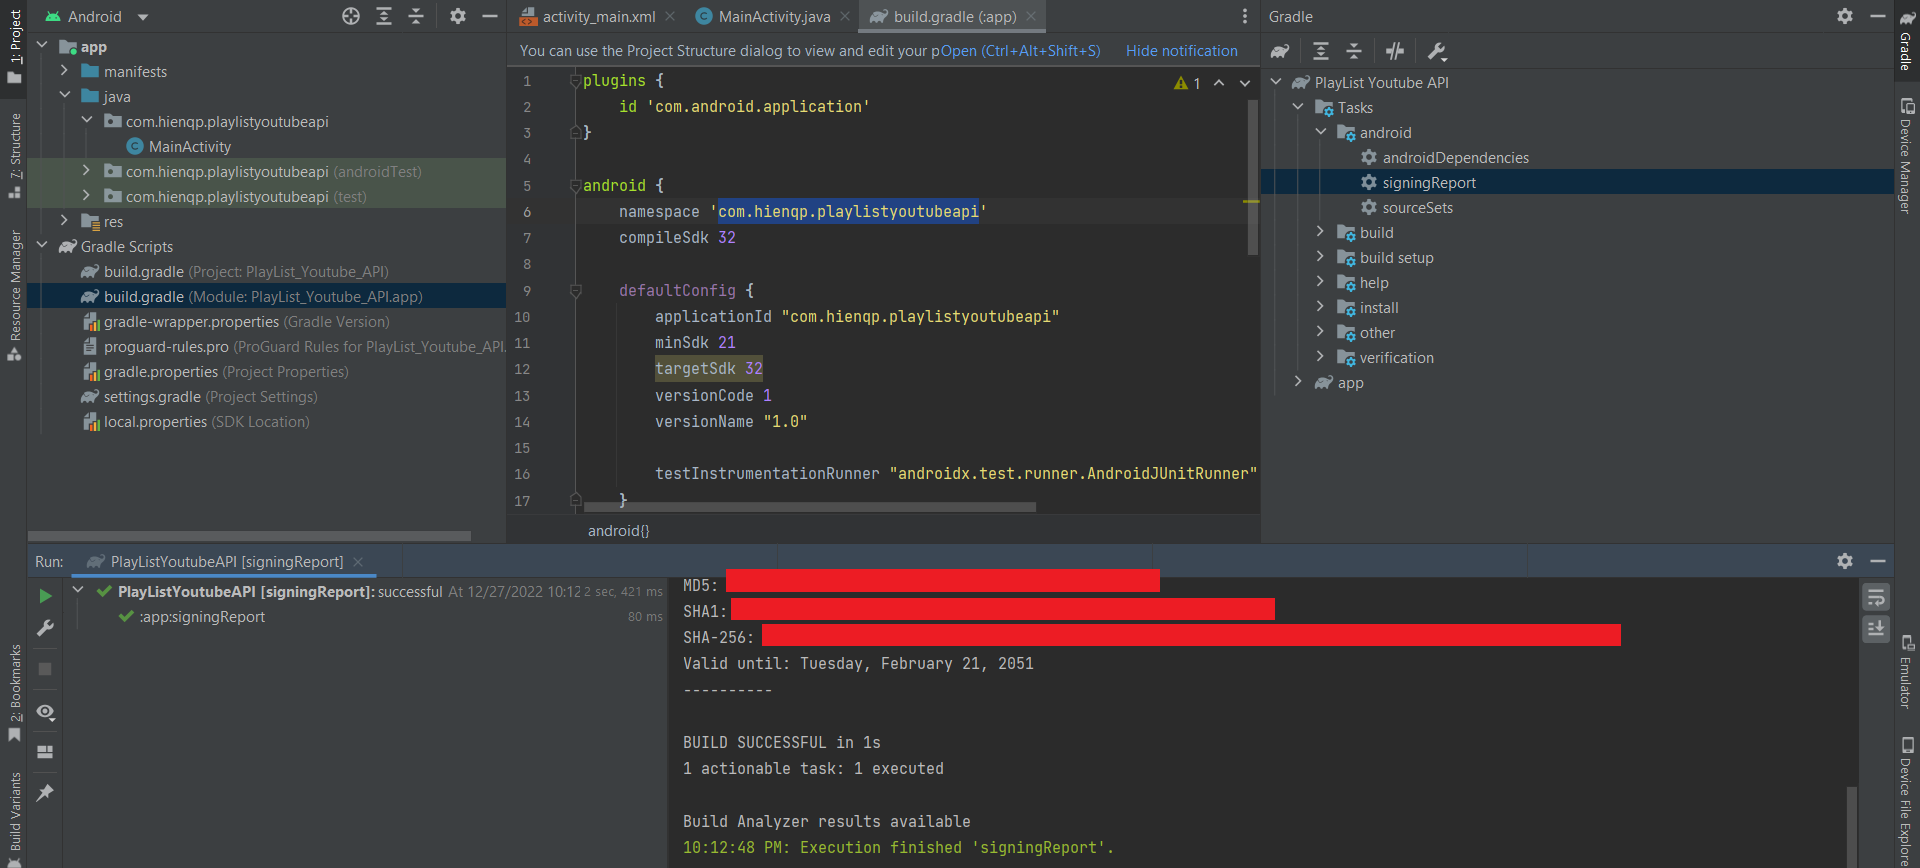 1: Project
7: Structure
Resource Manager
2: Bookmarks
Build Variants
Android
app
manifests
java
com.hienqp.playlistyoutubeapi
MainActivity
com.hienqp.playlistyoutubeapi (androidTest)
com.hienqp.playlistyoutubeapi (test)
res
Gradle Scripts
build.gradle (Project: PlayList_Youtube_API)
build.gradle (Module: PlayList_Youtube_API.app)
gradle-wrapper.properties (Gradle Version)
proguard-rules.pro (ProGuard Rules for PlayList_Youtube_API.
gradle.properties (Project Properties)
settings.gradle (Project Settings)
local.properties (SDK Location)
activity_main.xml
MainActivity.java
build.gradle (:app)
You can use the Project Structure dialog to view and edit your p
Open (Ctrl+Alt+Shift+S)
Hide notification
1
1 plugins {
2 id 'com.android.application'
3 }
4
5 android {
6 namespace 'com.hienqp.playlistyoutubeapi'
7 compileSdk 32
8
9 defaultConfig {
10 applicationId "com.hienqp.playlistyoutubeapi"
11 minSdk 21
12 targetSdk 32
13 versionCode 1
14 versionName "1.0"
15
16 testInstrumentationRunner "androidx.test.runner.AndroidJUnitRunner"
17 }
android{}
Gradle
PlayList Youtube API
Tasks
android
androidDependencies
signingReport
sourceSets
build
build setup
help
install
other
verification
app
Gradle
Device Manager
Emulator
Device File Explorer
Run:
PlayListYoutubeAPI [signingReport]
PlayListYoutubeAPI [signingReport]: successful At 12/27/2022 10:12 2 sec, 421 ms
:app:signingReport 80 ms
MD5:
SHA1:
SHA-256:
Valid until: Tuesday, February 21, 2051
----------
BUILD SUCCESSFUL in 1s
1 actionable task: 1 executed
Build Analyzer results available
10:12:48 PM: Execution finished 'signingReport'.